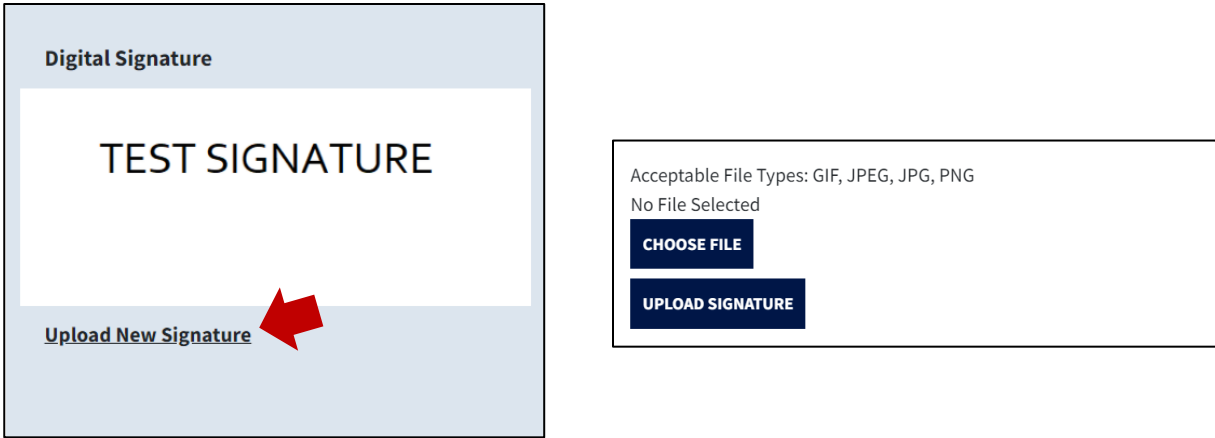 Digital Signature
TEST SIGNATURE
Upload New Signature
Acceptable File Types: GIF, JPEG, JPG, PNG
No File Selected
CHOOSE FILE
UPLOAD SIGNATURE